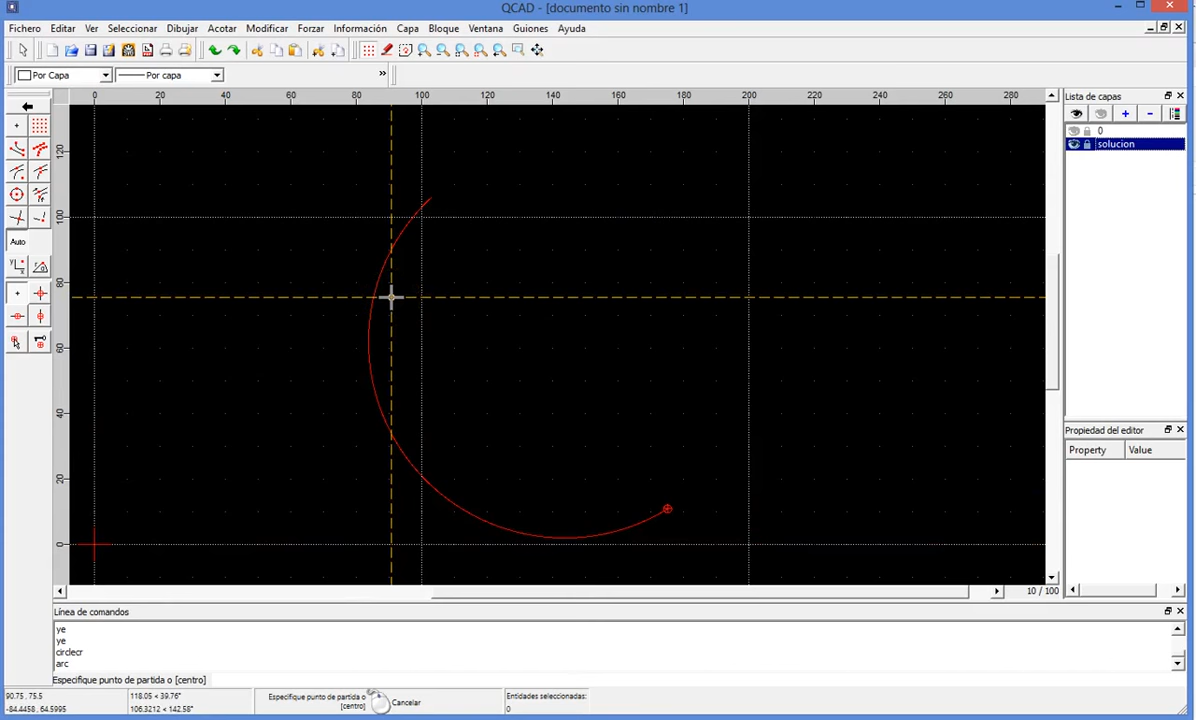 QCAD - [documento sin nombre 1]
Fichero Editar Ver Seleccionar Dibujar Acotar Modificar Forzar Información Capa Bloque Ventana Guiones Ayuda
Por Capa Por capa »
0 20 40 60 80 100 120 140 160 180 200 220 240 260 280
Lista de capas
0
solucion
Auto
120
100
80
60
40
20
0
Propiedad del editor
Property Value
10 / 100
Línea de comandos
ye
ye
circlecr
arc
Especifique punto de partida o [centro]
90.75 , 75.5
-84.4458 , 64.5995
118.05 < 39.76°
106.3212 < 142.58°
Especifique punto de partida o
[centro]
Cancelar
Entidades seleccionadas:
0